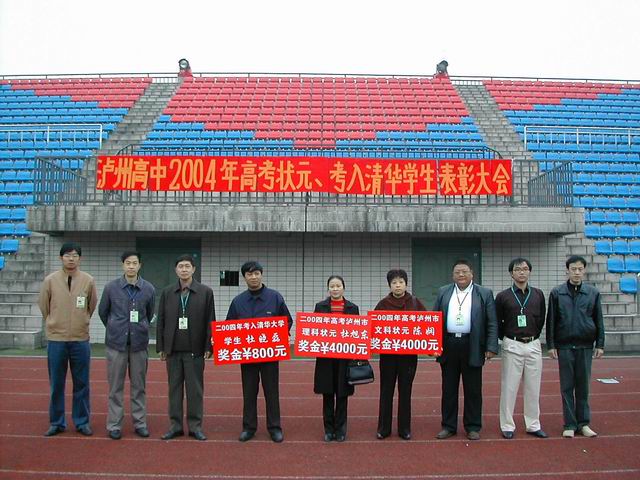 泸州高中2004年高考状元、考入清华学生表彰大会
二00四年考入清华大学
学生 杜晓磊
奖金¥800元
二00四年高考泸州市
理科状元 杜旭东
奖金¥4000元
二00四年高考泸州市
文科状元 陈
奖金¥4000元